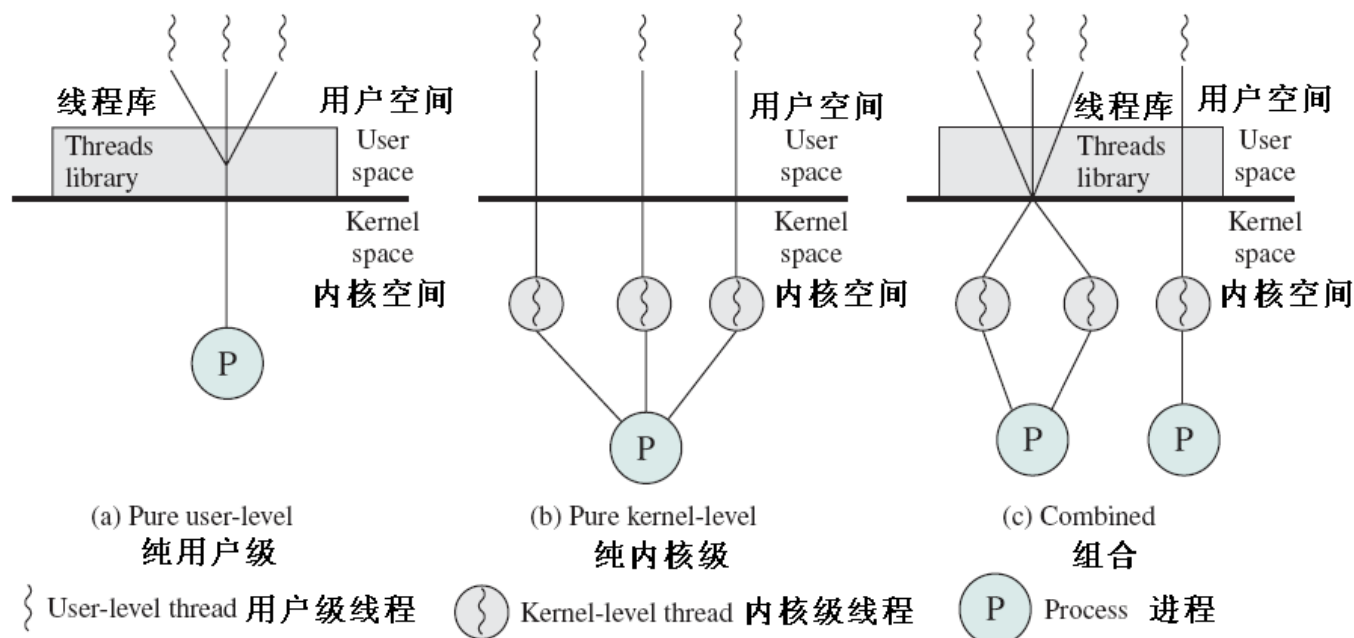 线程库 用户空间
Threads library
User space
Kernel space
内核空间
P
(a) Pure user-level
纯用户级
用户空间
User space
Kernel space
内核空间
P
(b) Pure kernel-level
纯内核级
线程库 用户空间
Threads library
User space
Kernel space
内核空间
P P
(c) Combined
组合
User-level thread 用户级线程
Kernel-level thread 内核级线程
P Process 进程